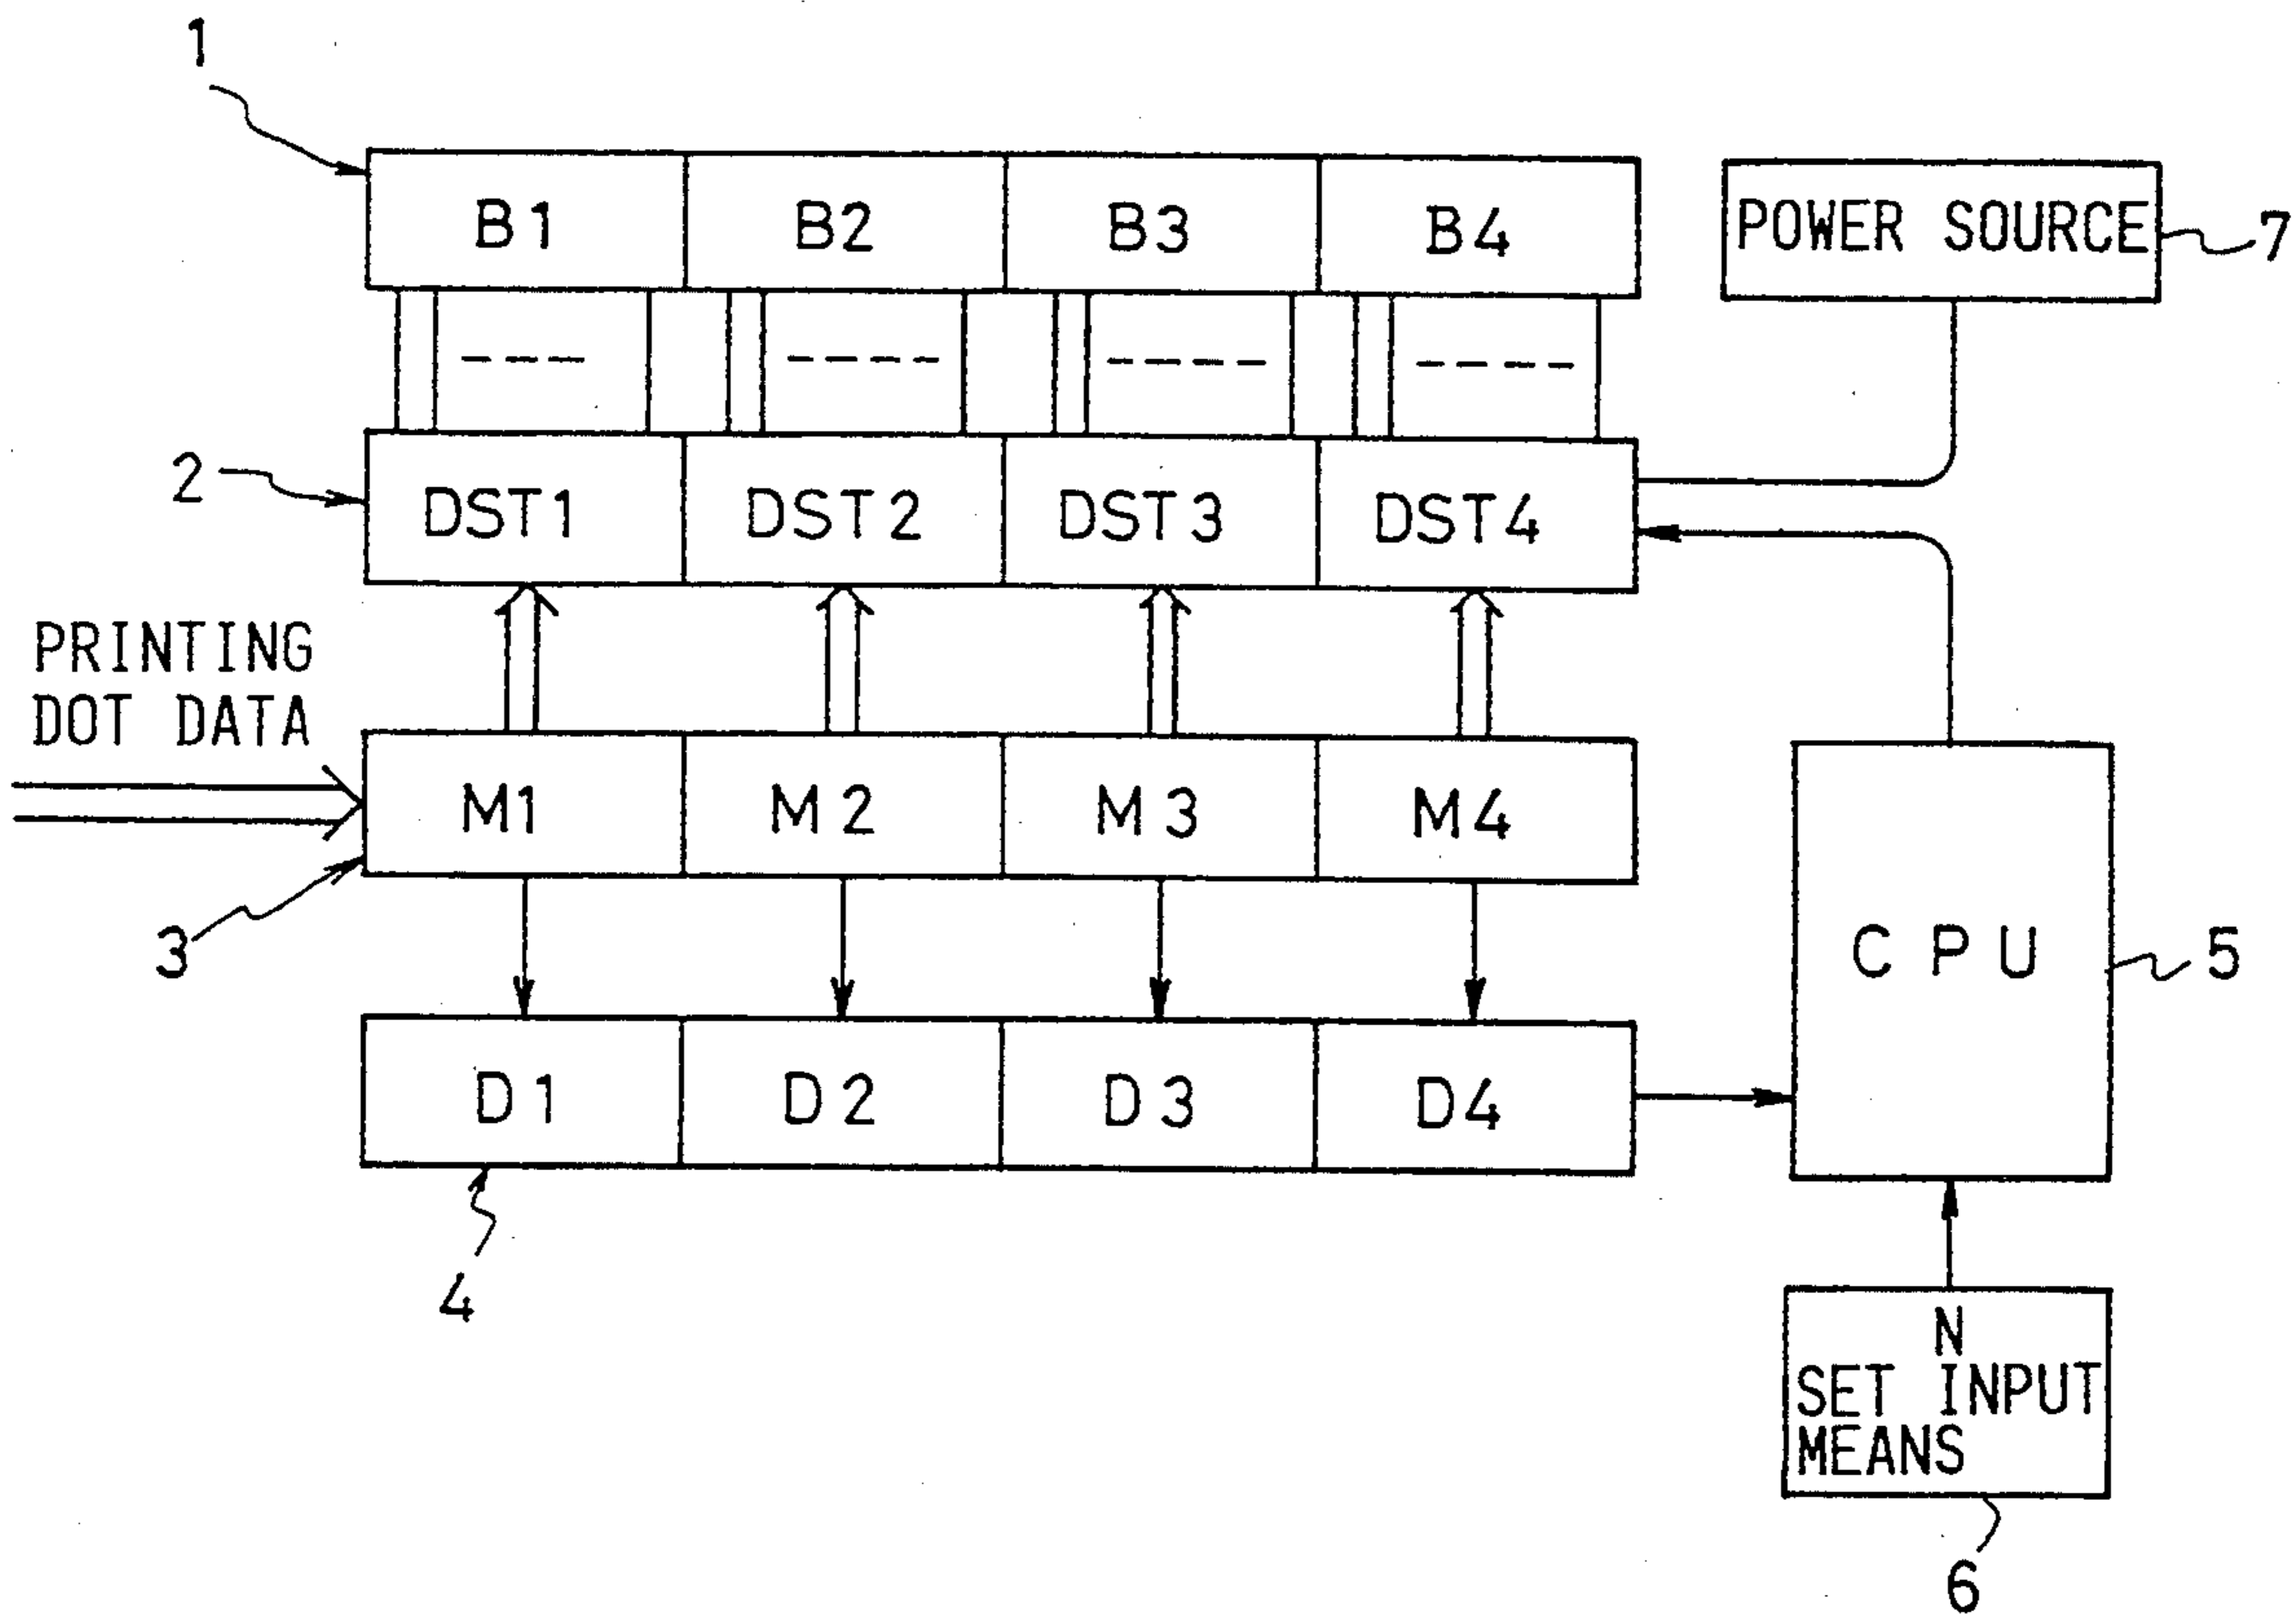 1
B1 B2 B3 B4
POWER SOURCE
7
2
DST1 DST2 DST3 DST4
PRINTING
DOT DATA
M1 M2 M3 M4
3
CPU
5
D1 D2 D3 D4
4
N
SET INPUT
MEANS
6